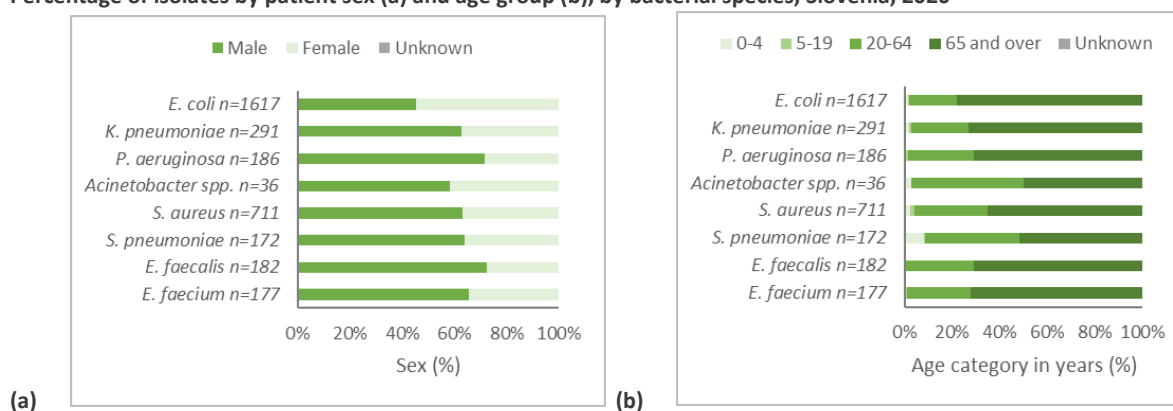 Percentage of isolates by patient sex (a) and age group (b), by bacterial species, Slovenia, 2020
Male Female Unknown
E. coli n=1617
K. pneumoniae n=291
P. aeruginosa n=186
Acinetobacter spp. n=36
S. aureus n=711
S. pneumoniae n=172
E. faecalis n=182
E. faecium n=177
0% 20% 40% 60% 80% 100%
Sex (%)
(a)
0-4 5-19 20-64 65 and over Unknown
E. coli n=1617
K. pneumoniae n=291
P. aeruginosa n=186
Acinetobacter spp. n=36
S. aureus n=711
S. pneumoniae n=172
E. faecalis n=182
E. faecium n=177
0% 20% 40% 60% 80% 100%
Age category in years (%)
(b)